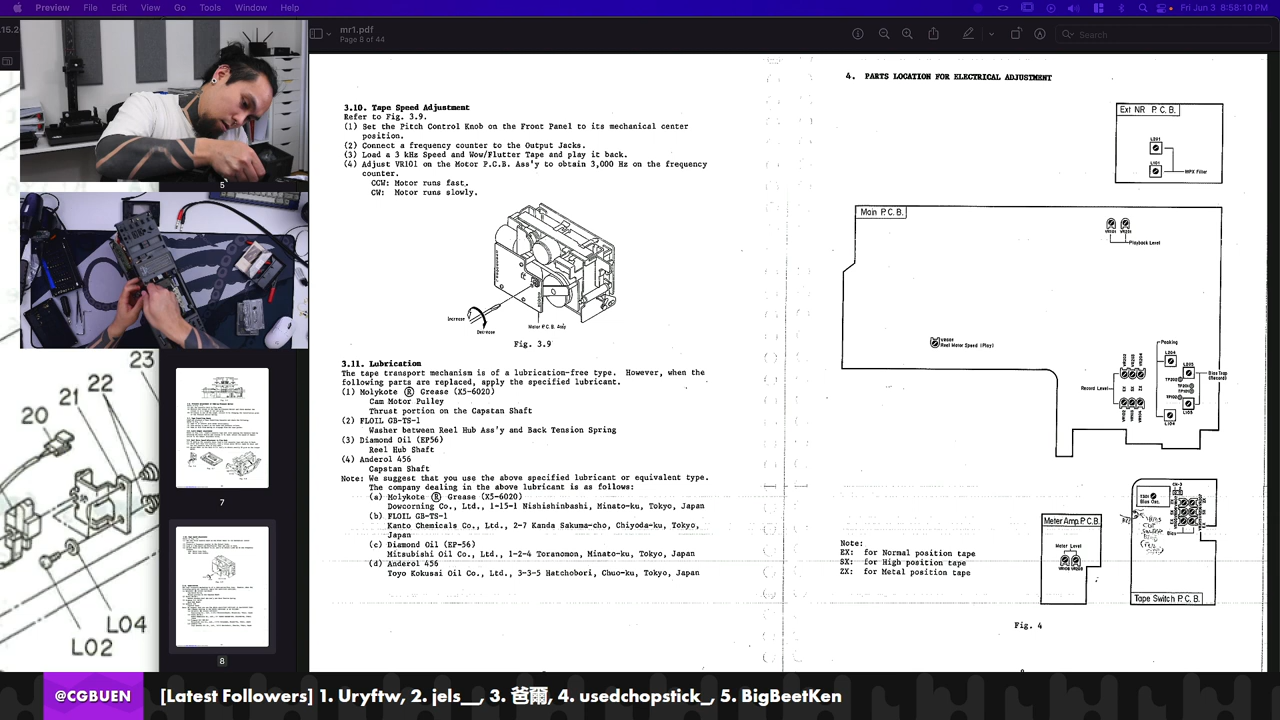 Preview File Edit View Go Tools Window Help
Fri Jun 3 8:58:10 PM
mr1.pdf
Page 8 of 44
Search
3.10. Tape Speed Adjustment
Refer to Fig. 3.9.
(1) Set the Pitch Control Knob on the Front Panel to its mechanical center
position.
(2) Connect a frequency counter to the Output Jacks.
(3) Load a 3 kHz Speed and Wow/Flutter Tape and play it back.
(4) Adjust VR101 on the Motor P.C.B. Ass'y to obtain 3,000 Hz on the frequency
counter.
CCW: Motor runs fast.
CW: Motor runs slowly.
Increase
Decrease
Motor P.C.B. Ass'y
Fig. 3.9
3.11. Lubrication
The tape transport mechanism is of a lubrication-free type. However, when the
following parts are replaced, apply the specified lubricant.
(1) Molykote ® Grease (X5-6020)
Cam Motor Pulley
Thrust portion on the Capstan Shaft
(2) FLOIL GB-TS-1
Washer between Reel Hub Ass'y and Back Tension Spring
(3) Diamond Oil (EP56)
Reel Hub Shaft
(4) Anderol 456
Capstan Shaft
Note: We suggest that you use the above specified lubricant or equivalent type.
The company dealing in the above lubricant is as follows:
(a) Molykote ® Grease (X5-6020)
Dowcorning Co., Ltd., 1-15-1 Nishishinbashi, Minato-ku, Tokyo, Japan
(b) FLOIL GB-TS-1
Kanto Chemicals Co., Ltd., 2-7 Kanda Sakuma-cho, Chiyoda-ku, Tokyo,
Japan
(c) Diamond Oil (EP-56)
Mitsubishi Oil Co., Ltd., 1-2-4 Toranomon, Minato-ku, Tokyo, Japan
(d) Anderol 456
Toyo Kokusai Oil Co., Ltd., 3-3-5 Hatchobori, Chuo-ku, Tokyo, Japan
4. PARTS LOCATION FOR ELECTRICAL ADJUSTMENT
Ext NR P.C.B.
L201
L101
MPX Filter
Main P.C.B.
Playback Level
Reel Motor Speed (Play)
Peaking
L204
L205
Bias Trap
(Record)
Record Level
L105
L104
Meter Amp. P.C.B.
Meter Level
Bias Osc.
Bias
Tape Switch P.C.B.
Note:
EX: for Normal position tape
SX: for High position tape
ZX: for Metal position tape
Fig. 4
5
7
8
23
22
21
20
L04
L02
@CGBUEN
[Latest Followers] 1. Uryftw, 2. jels__, 3. 芭爾, 4. usedchopstick_, 5. BigBeetKen